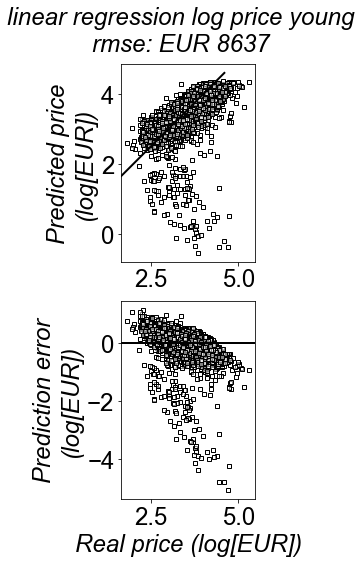 linear regression log price young
rmse: EUR 8637
Predicted price
(log[EUR])
4
2
0
2.5 5.0
Prediction error
(log[EUR])
0
−2
−4
2.5 5.0
Real price (log[EUR])